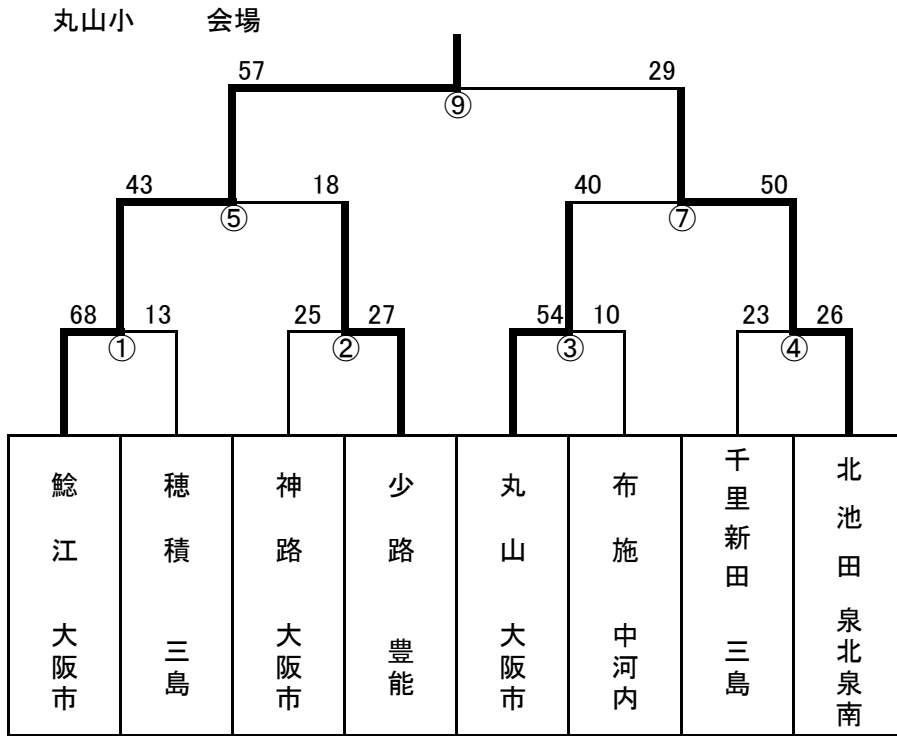 丸山小 会場
57 29
⑨
43 18 40 50
⑤ ⑦
68 13 25 27 54 10 23 26
① ② ③ ④
鯰江 大阪市
穂積 三島
神路 大阪市
少路 豊能
丸山 大阪市
布施 中河内
千里新田 三島
北池田 泉北泉南